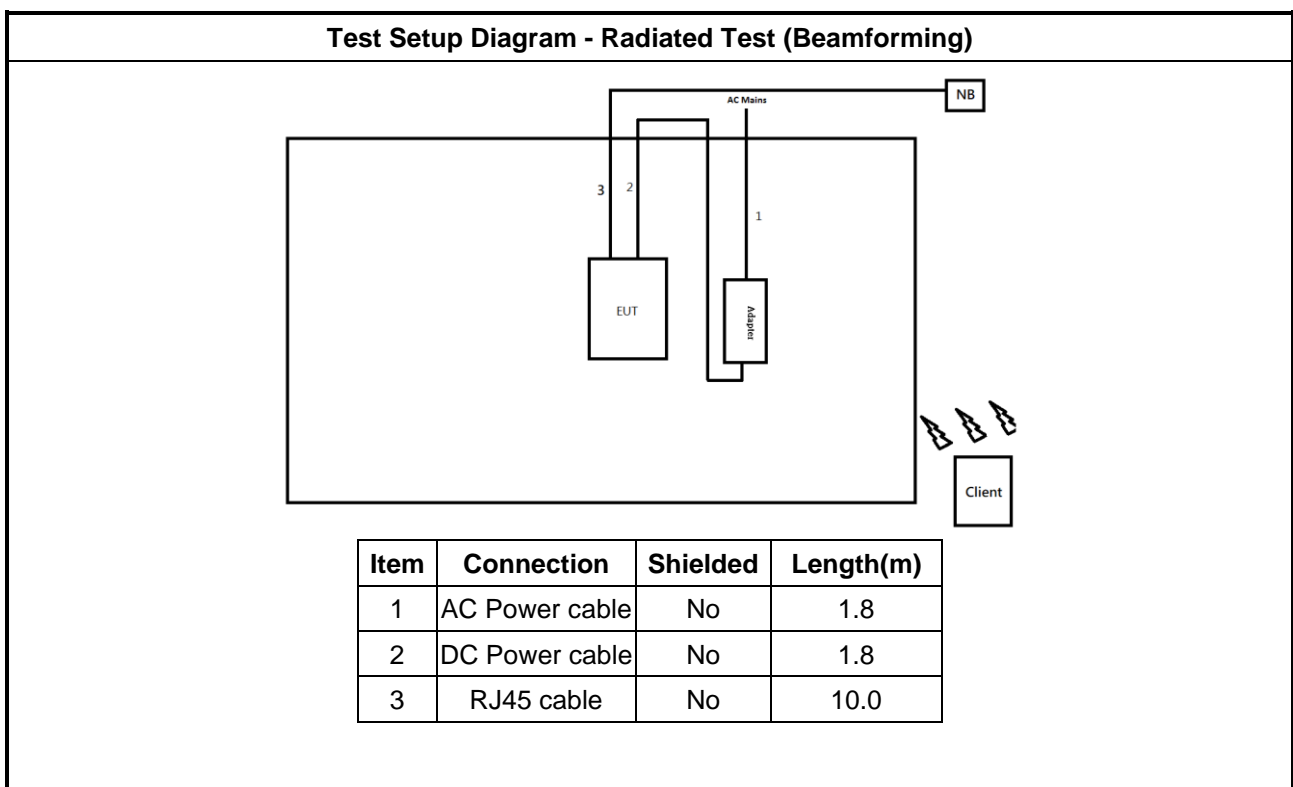 Test Setup Diagram - Radiated Test (Beamforming)
AC Mains
NB
3
2
1
EUT
Adapter
Client
Item Connection Shielded Length(m)
1 AC Power cable No 1.8
2 DC Power cable No 1.8
3 RJ45 cable No 10.0